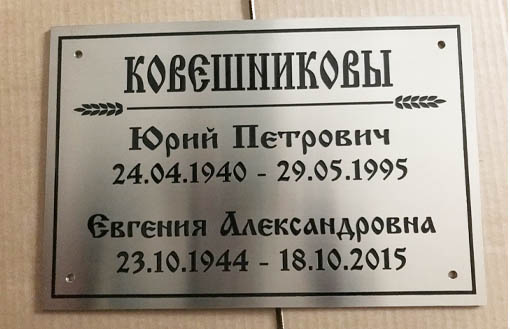 КОВЕШНИКОВЫ
Юрий Петрович
24.04.1940 - 29.05.1995
Евгения Александровна
23.10.1944 - 18.10.2015